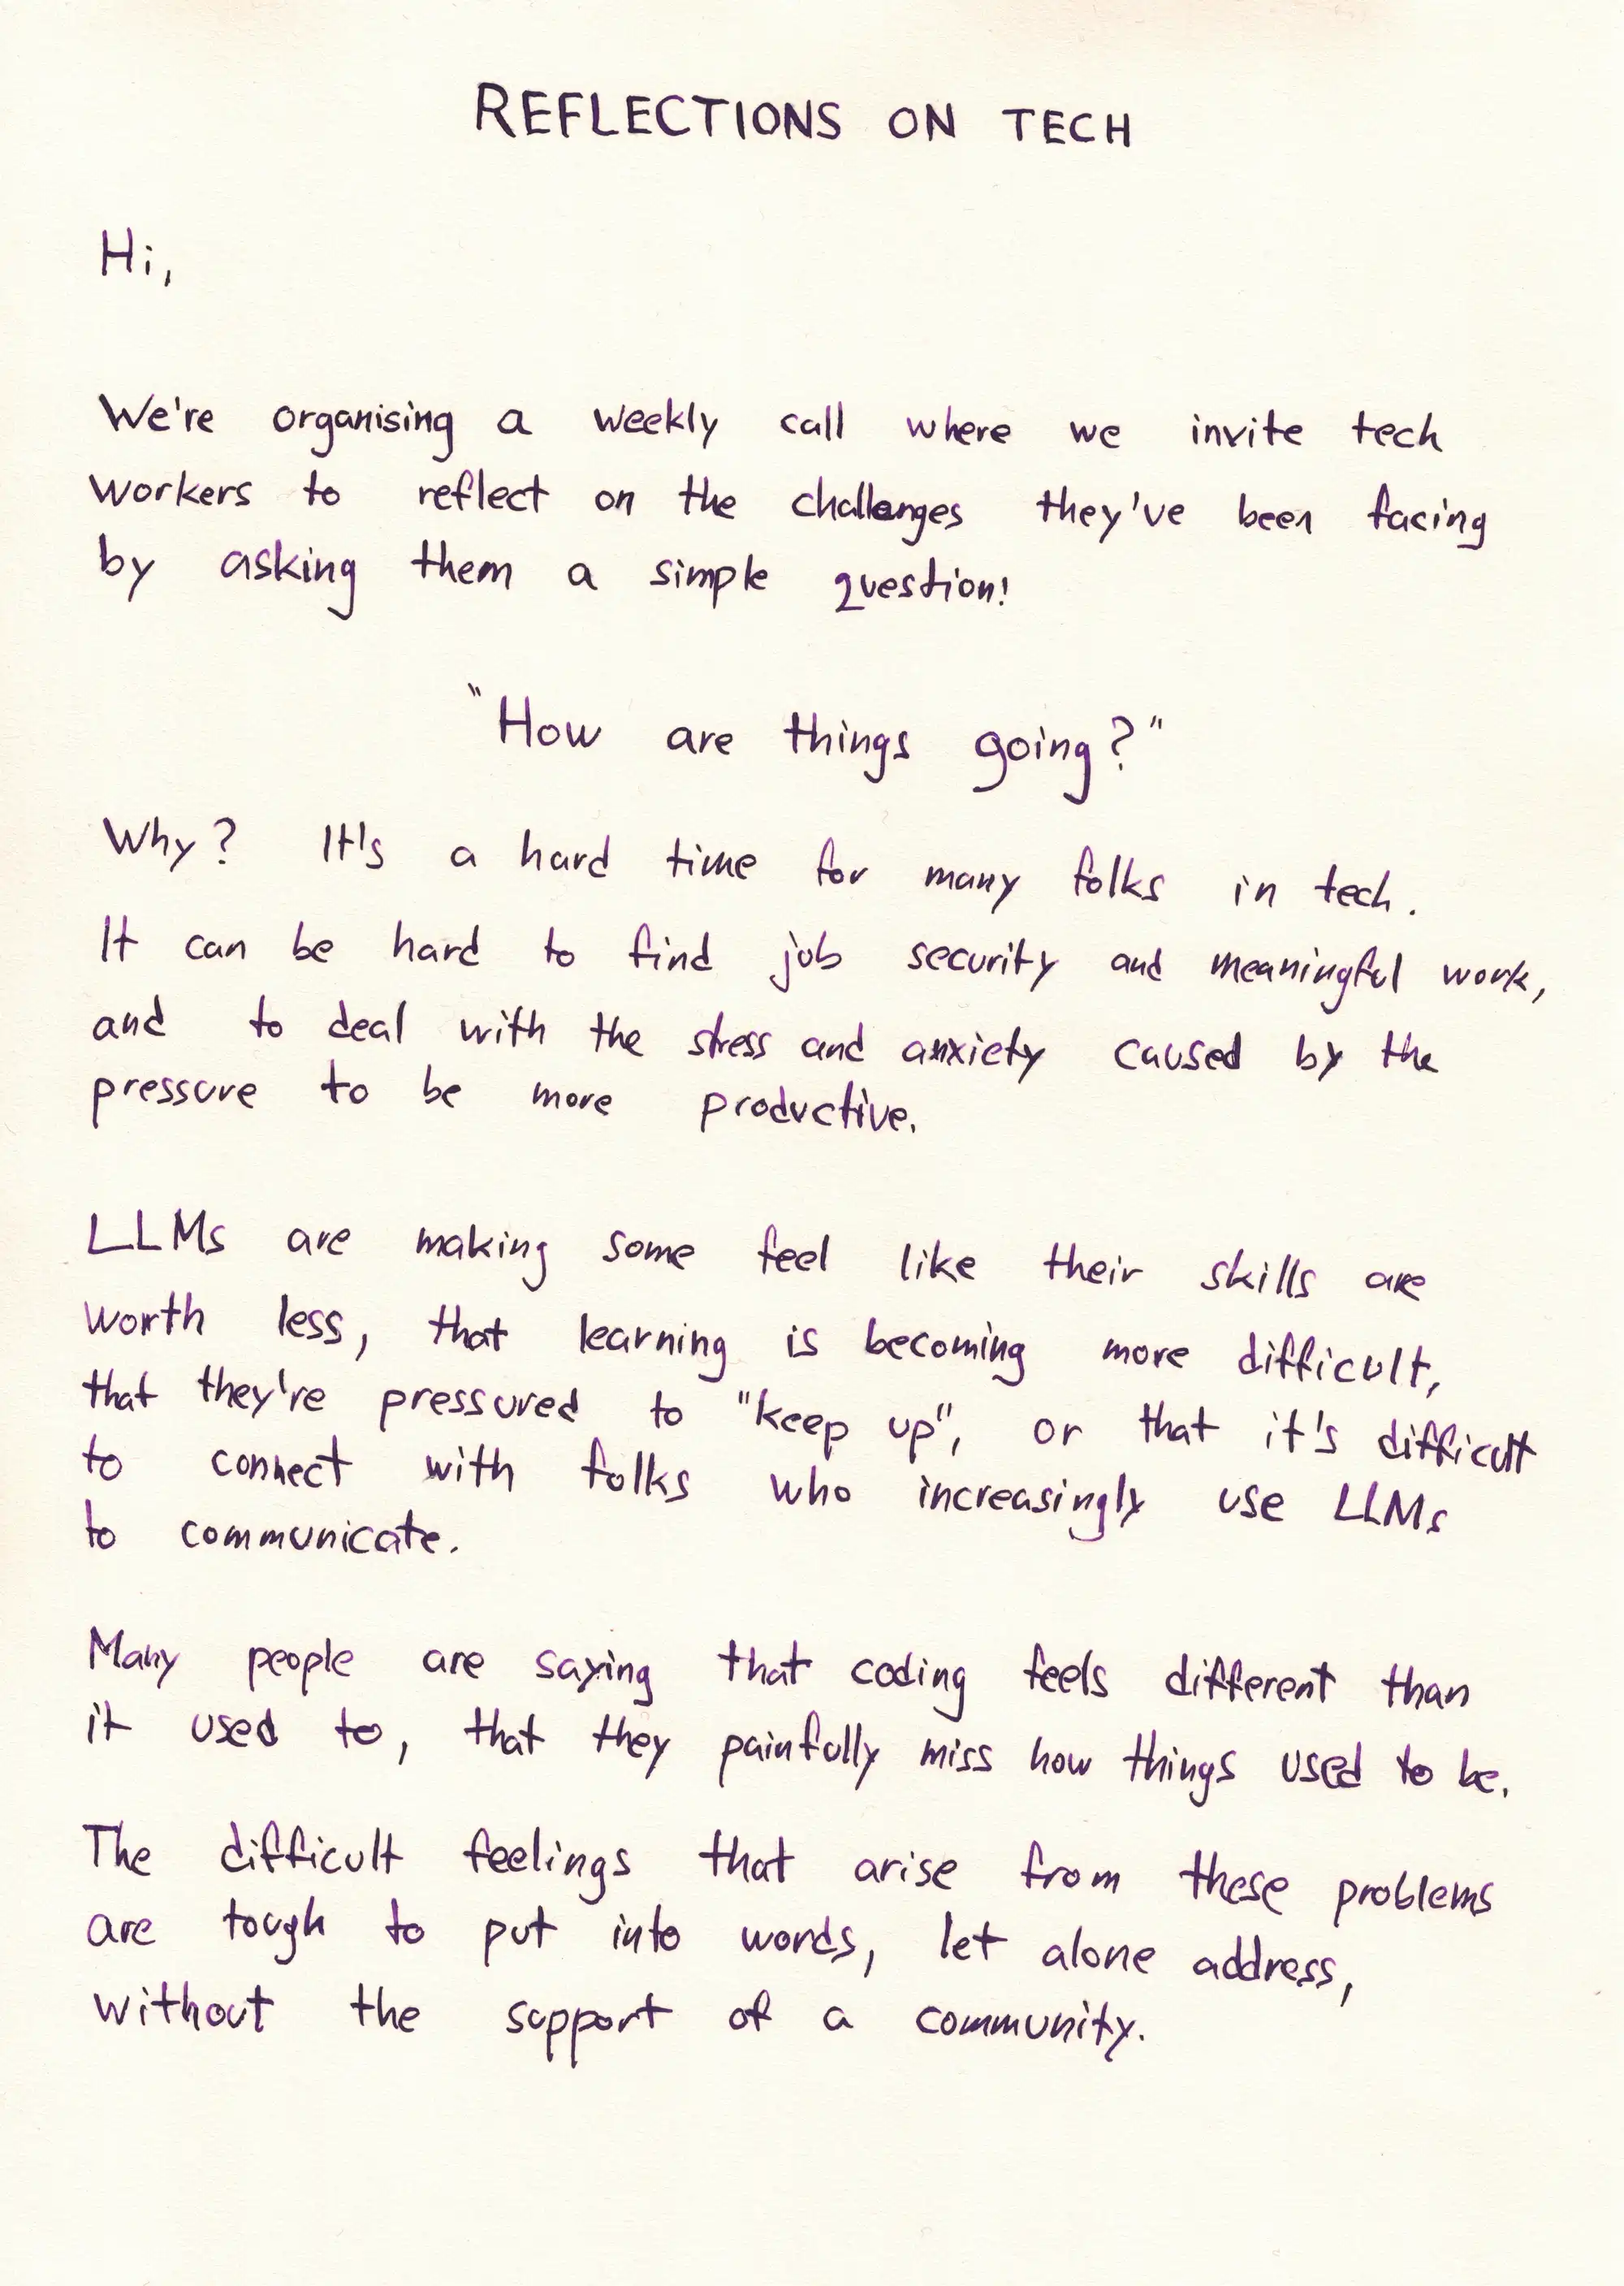 REFLECTIONS ON TECH
Hi,
We're organising a weekly call where we invite tech
workers to reflect on the challenges they've been facing
by asking them a simple question!
"How are things going?"
Why? It's a hard time for many folks in tech.
It can be hard to find job security and meaningful work,
and to deal with the stress and anxiety caused by the
pressure to be more productive.
LLMs are making some feel like their skills are
worth less, that learning is becoming more difficult,
that they're pressured to "keep up", or that it's difficult
to connect with folks who increasingly use LLMs
to communicate.
Many people are saying that coding feels different than
it used to, that they painfully miss how things used to be.
The difficult feelings that arise from these problems
are tough to put into words, let alone address,
without the support of a community.